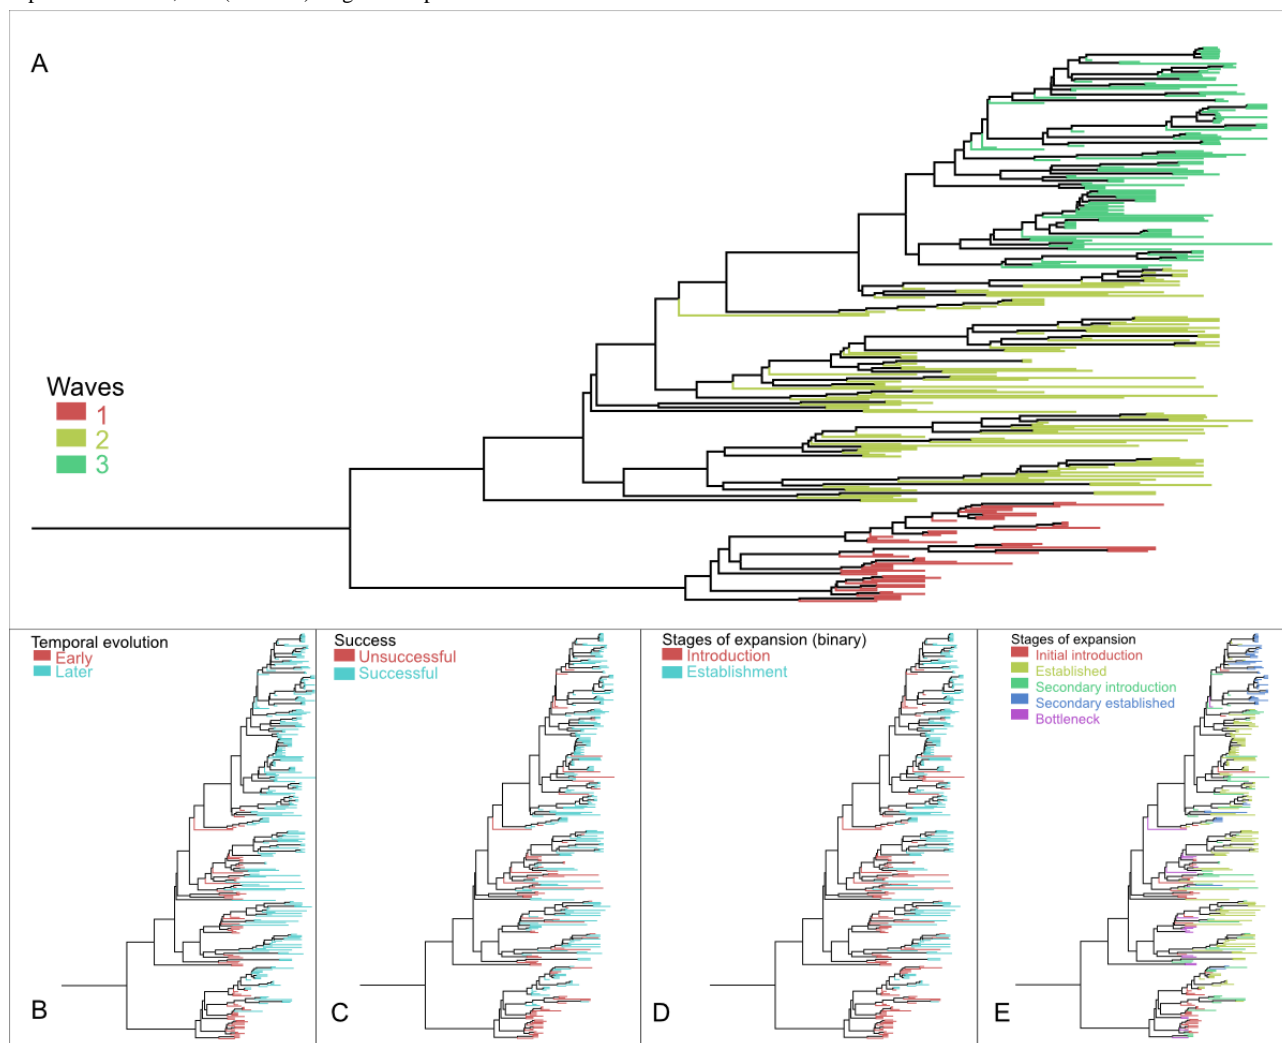 A
Waves
1
2
3
Temporal evolution
Early
Later
B
Success
Unsuccessful
Successful
C
Stages of expansion (binary)
Introduction
Establishment
D
Stages of expansion
Initial introduction
Established
Secondary introduction
Secondary established
Bottleneck
E